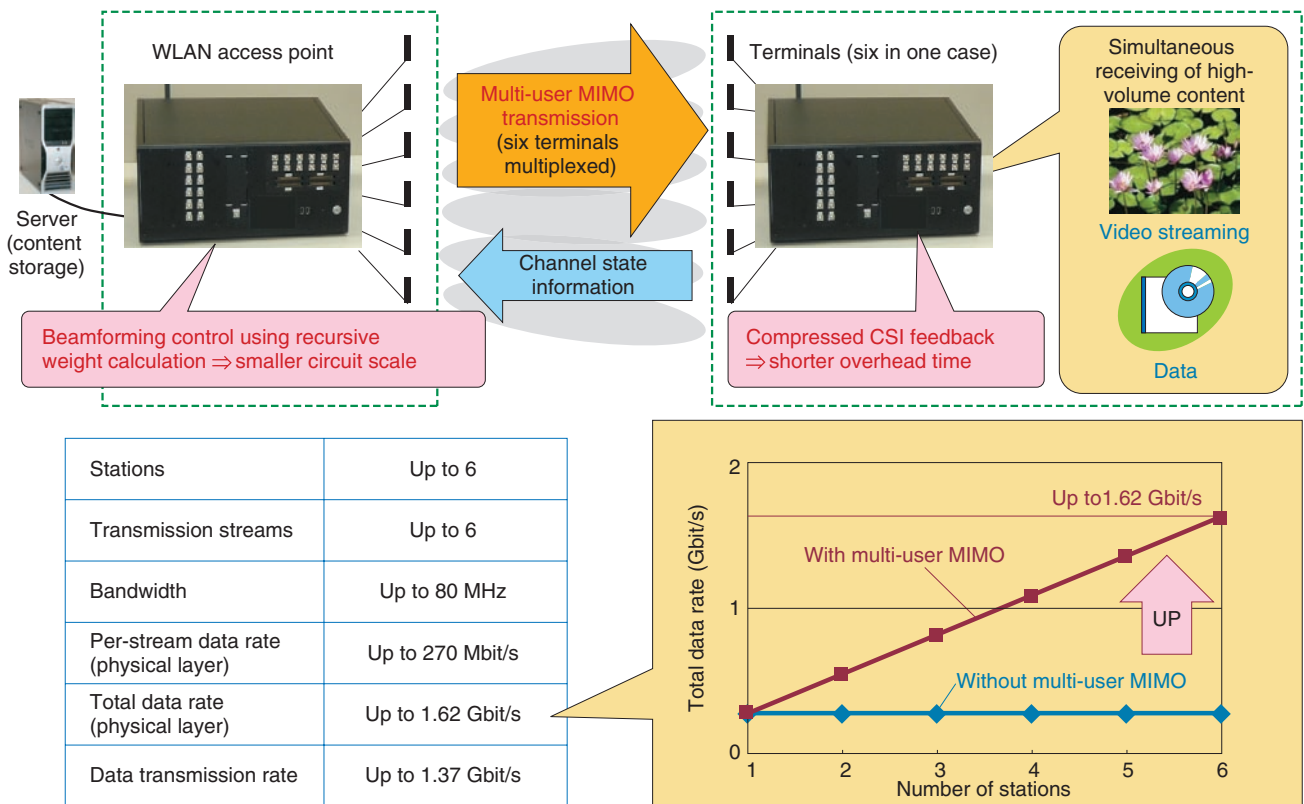 WLAN access point
Server
(content
storage)
Beamforming control using recursive
weight calculation ⇒ smaller circuit scale
Multi-user MIMO
transmission
(six terminals
multiplexed)
Channel state
information
Terminals (six in one case)
Compressed CSI feedback
⇒ shorter overhead time
Simultaneous
receiving of high-
volume content
Video streaming
Data
Stations Up to 6
Transmission streams Up to 6
Bandwidth Up to 80 MHz
Per-stream data rate
(physical layer) Up to 270 Mbit/s
Total data rate
(physical layer) Up to 1.62 Gbit/s
Data transmission rate Up to 1.37 Gbit/s
Total data rate (Gbit/s)
2
1
0
Up to1.62 Gbit/s
With multi-user MIMO
UP
Without multi-user MIMO
1 2 3 4 5 6
Number of stations